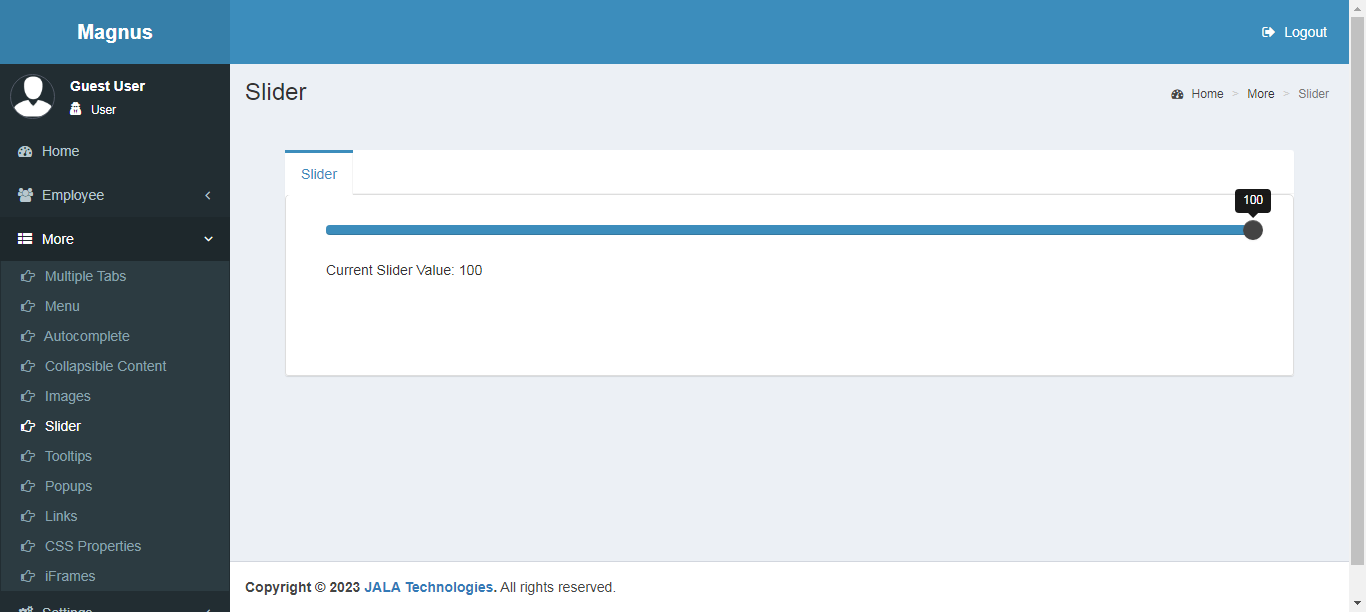 Magnus
Logout
Guest User
User
Home
Employee
More
Multiple Tabs
Menu
Autocomplete
Collapsible Content
Images
Slider
Tooltips
Popups
Links
CSS Properties
iFrames
Settings
Slider
Home > More > Slider
Slider
100
Current Slider Value: 100
Copyright © 2023 JALA Technologies. All rights reserved.